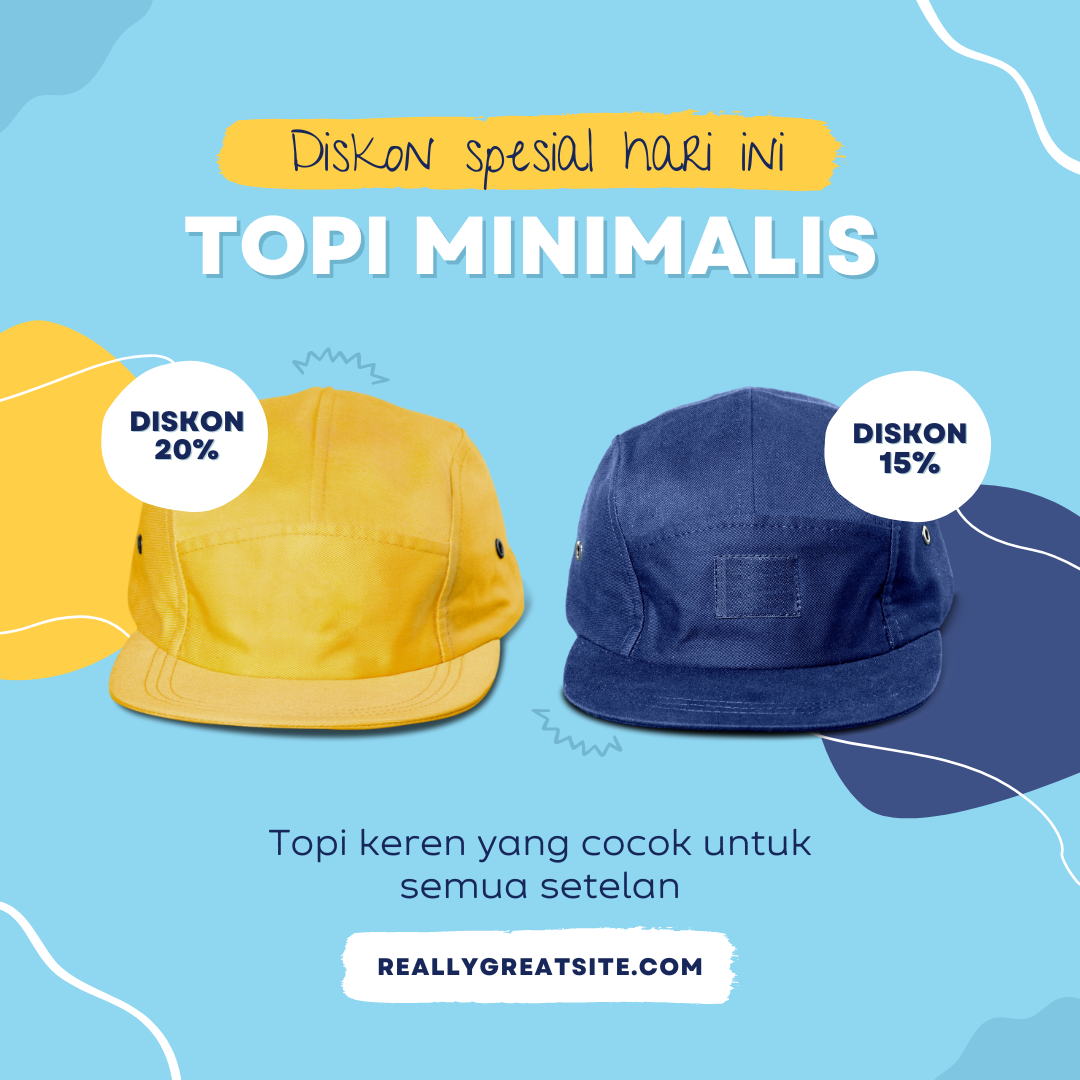 Diskon spesial hari ini
TOPI MINIMALIS
DISKON
20%
DISKON
15%
Topi keren yang cocok untuk
semua setelan
REALLYGREATSITE.COM